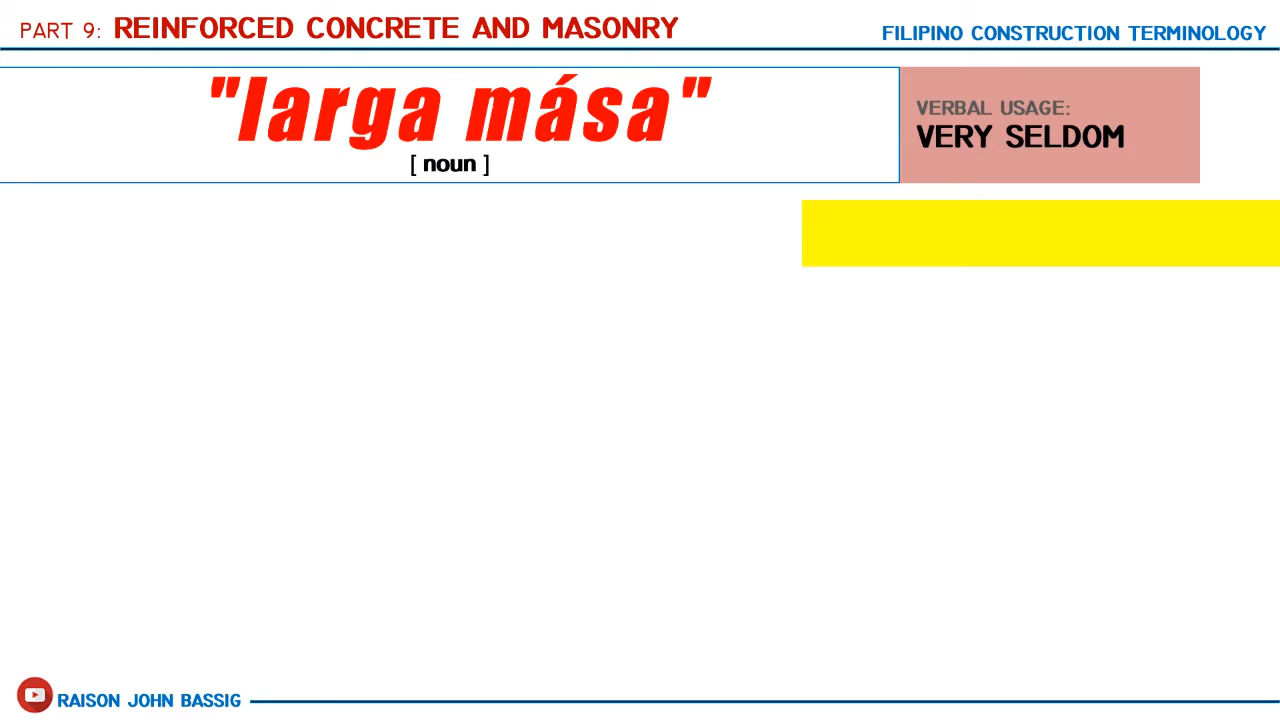 PART 9: REINFORCED CONCRETE AND MASONRY
FILIPINO CONSTRUCTION TERMINOLOGY
"larga mása"
[ noun ]
VERBAL USAGE:
VERY SELDOM
RAISON JOHN BASSIG